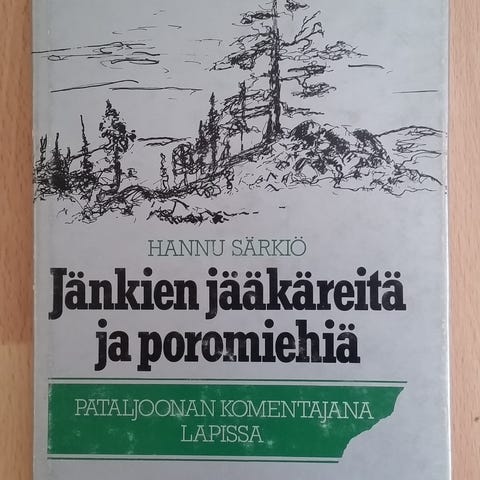 HANNU SÄRKIÖ
Jänkien jääkäreitä
ja poromiehiä
PATALJOONAN KOMENTAJANA
LAPISSA